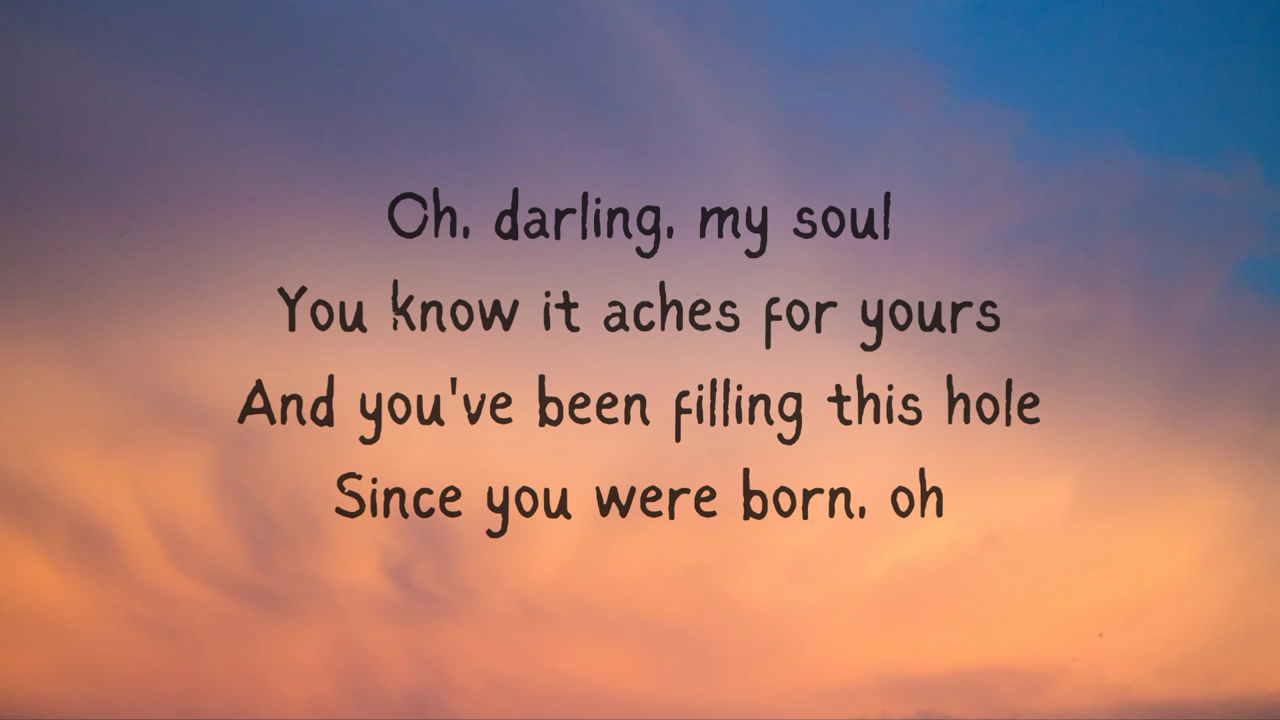 Oh, darling, my soul
You know it aches for yours
And you've been filling this hole
Since you were born, oh